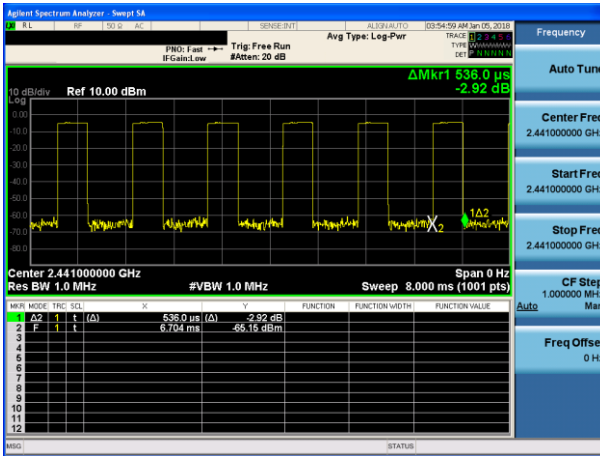 Agilent Spectrum Analyzer - Swept SA
RL RF 50 Ω AC SENSE:INT ALIGN AUTO 03:54:59 AM Jan 05, 2018
Avg Type: Log-Pwr
TRACE 1 2 3 4 5 6
TYPE
DET P N N N N N
PNO: Fast
IFGain:Low
Trig: Free Run
#Atten: 20 dB
Frequency
ΔMkr1 536.0 µs
-2.92 dB
10 dB/div Ref 10.00 dBm
Log
0.00
-10.0
-20.0
-30.0
-40.0
-50.0
-60.0
-70.0
-80.0
1Δ2
X2
Center 2.441000000 GHz Span 0 Hz
Res BW 1.0 MHz #VBW 1.0 MHz Sweep 8.000 ms (1001 pts)
MKR MODE TRC SCL X Y FUNCTION FUNCTION WIDTH FUNCTION VALUE
1 Δ2 1 t (Δ) 536.0 µs (Δ) -2.92 dB
2 F 1 t 6.704 ms -65.15 dBm
3
4
5
6
7
8
9
10
11
12
MSG STATUS
Auto Tune
Center Freq
2.441000000 GHz
Start Freq
2.441000000 GHz
Stop Freq
2.441000000 GHz
CF Step
1.000000 MHz
Auto Man
Freq Offset
0 Hz